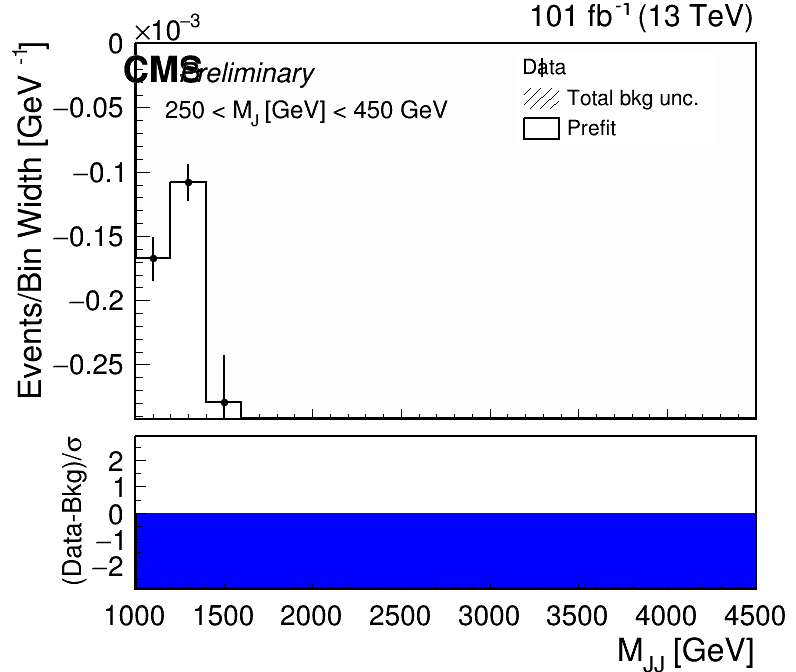 ×10⁻³
101 fb⁻¹ (13 TeV)
CMS Preliminary
250 < M_J [GeV] < 450 GeV
Data
Total bkg unc.
Prefit
Events/Bin Width [GeV⁻¹]
0
−0.05
−0.1
−0.15
−0.2
−0.25
(Data-Bkg)/σ
2
1
0
−1
−2
1000 1500 2000 2500 3000 3500 4000 4500
M_JJ [GeV]